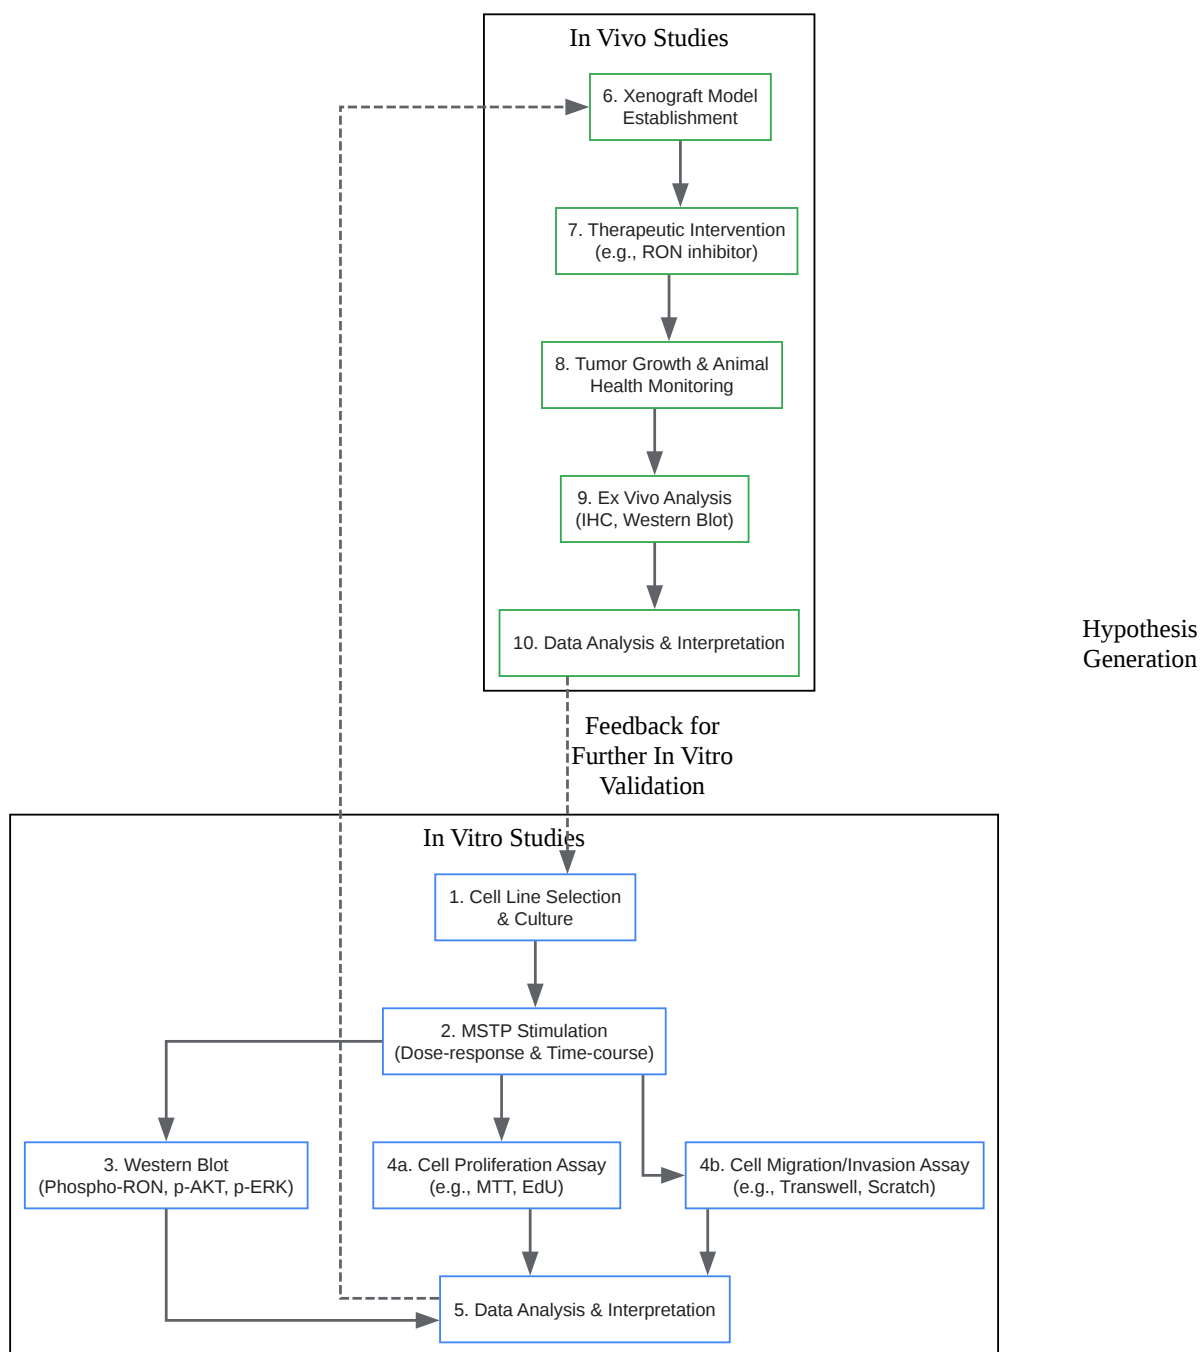 In Vivo Studies
6. Xenograft Model
Establishment
7. Therapeutic Intervention
(e.g., RON inhibitor)
8. Tumor Growth & Animal
Health Monitoring
9. Ex Vivo Analysis
(IHC, Western Blot)
10. Data Analysis & Interpretation
Hypothesis
Generation
Feedback for
Further In Vitro
Validation
In Vitro Studies
1. Cell Line Selection
& Culture
2. MSTP Stimulation
(Dose-response & Time-course)
3. Western Blot
(Phospho-RON, p-AKT, p-ERK)
4a. Cell Proliferation Assay
(e.g., MTT, EdU)
4b. Cell Migration/Invasion Assay
(e.g., Transwell, Scratch)
5. Data Analysis & Interpretation